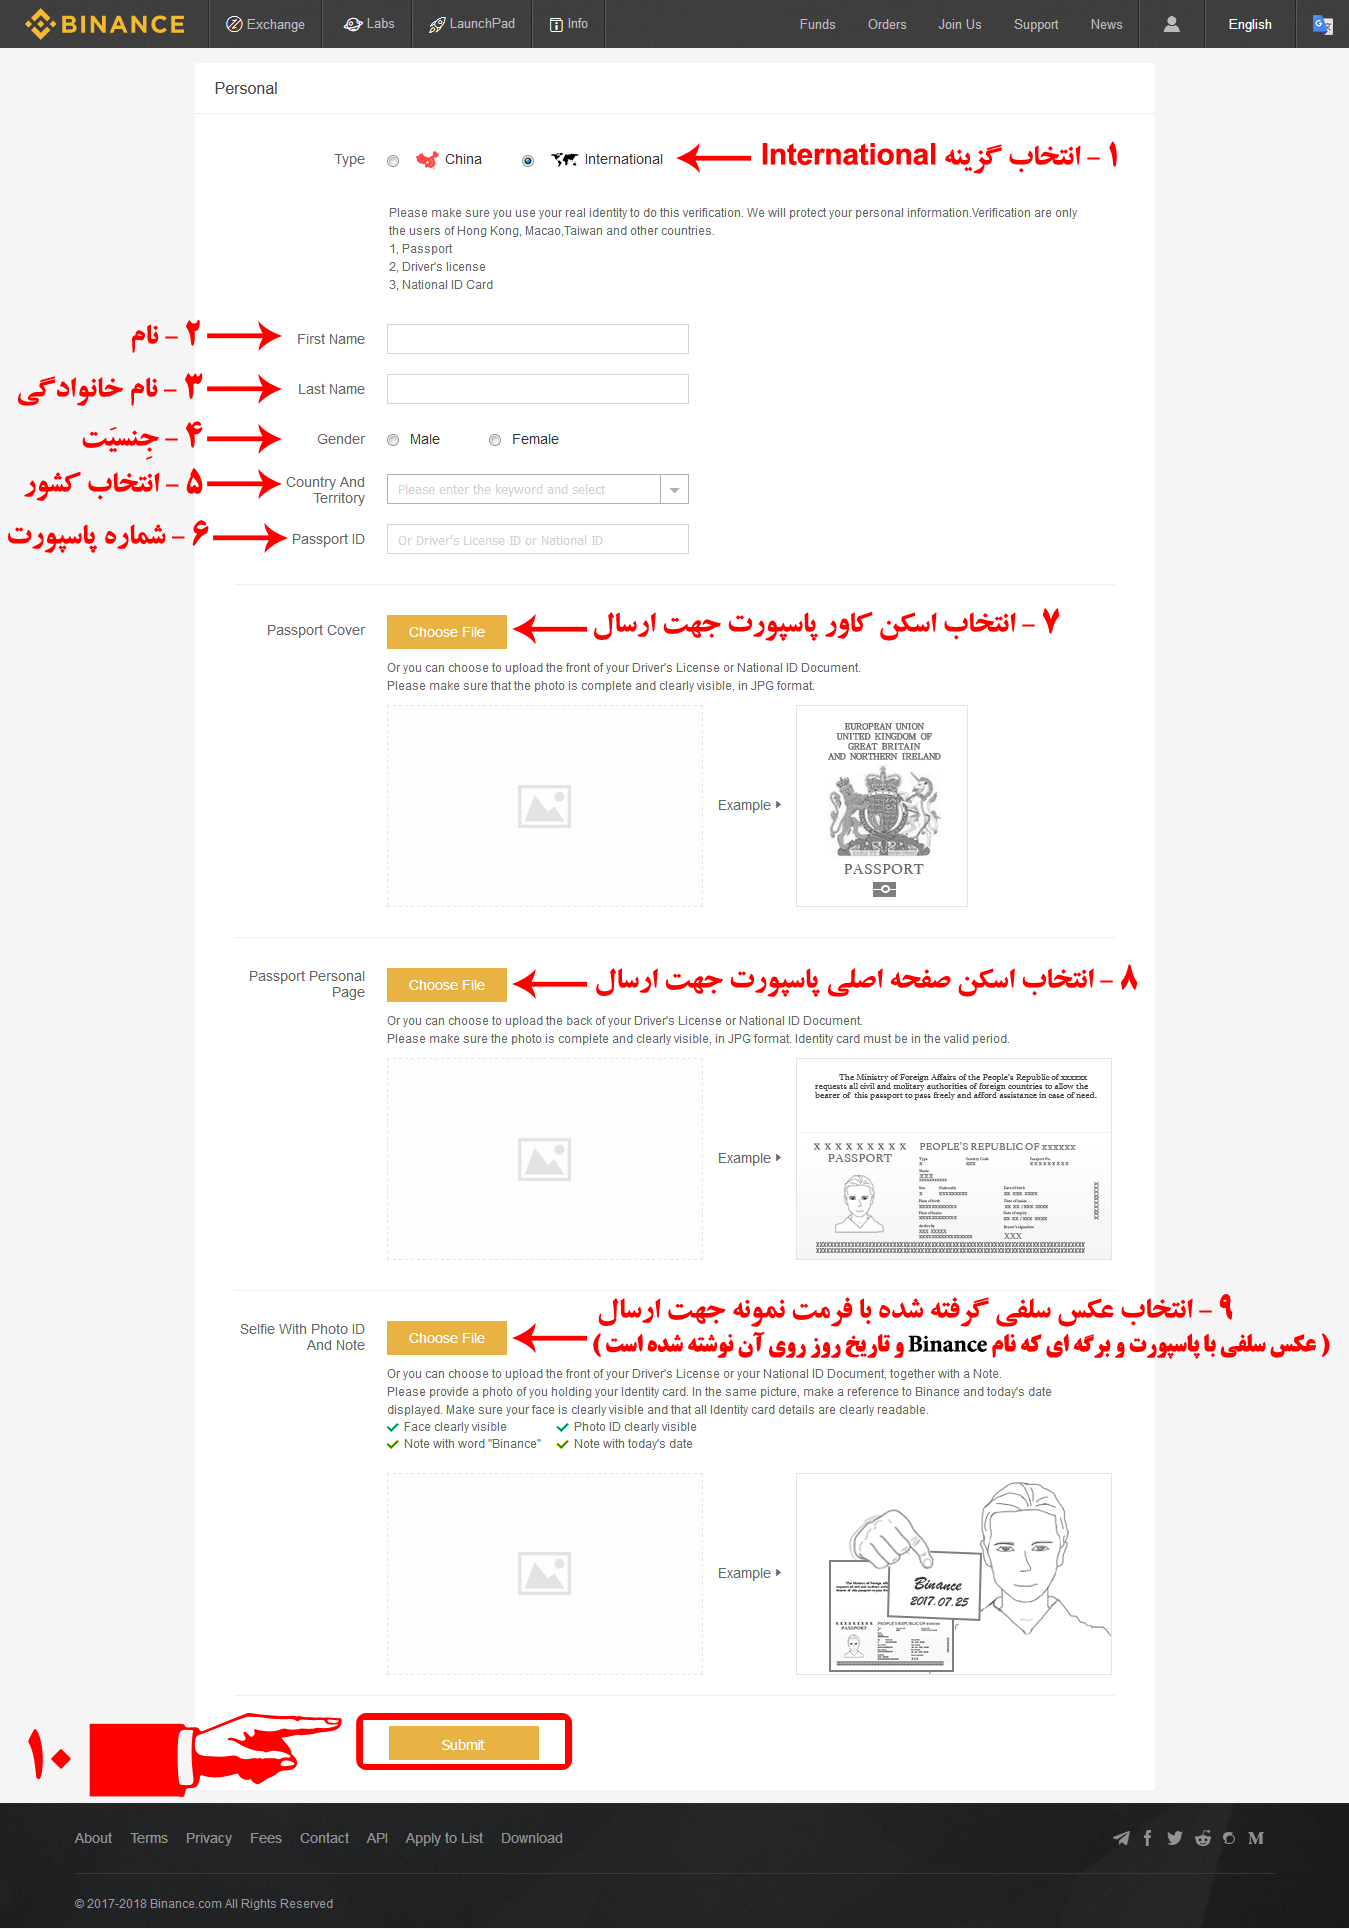 BINANCE Exchange Labs LaunchPad Info Funds Orders Join Us Support News English
Personal
Type China International ۱ – انتخاب گزینه International
Please make sure you use your real identity to do this verification. We will protect your personal information.Verification are only
the users of Hong Kong, Macao,Taiwan and other countries.
1, Passport
2, Driver's license
3, National ID Card
۲ – نام
First Name
۳ – نام خانوادگی
Last Name
۴ – جِنسیَت
Gender Male Female
۵ – انتخاب کشور
Country And
Territory
Please enter the keyword and select
۶ – شماره پاسپورت
Passport ID Or Driver's License ID or National ID
Passport Cover Choose File ۷ – انتخاب اسکن کاور پاسپورت جهت ارسال
Or you can choose to upload the front of your Driver's License or National ID Document.
Please make sure that the photo is complete and clearly visible, in JPG format.
EUROPEAN UNION
UNITED KINGDOM OF
GREAT BRITAIN
AND NORTHERN IRELAND
Example
PASSPORT
Passport Personal
Page
Choose File ۸ – انتخاب اسکن صفحه اصلی پاسپورت جهت ارسال
Or you can choose to upload the back of your Driver's License or National ID Document.
Please make sure the photo is complete and clearly visible, in JPG format. Identity card must be in the valid period.
The Ministry of Foreign Affairs of the People's Republic of xxxxxx
requests all civil and molitary authorities of foreign countries to allow the
bearer of this passport to pass freely and afford assistance in case of need.
X X X X X X X X X PEOPLE'S REPUBLIC OF xxxxxx
PASSPORT
Example
۹ – انتخاب عکس سلفی گرفته شده با فرمت نمونه جهت ارسال
Selfie With Photo ID
And Note
Choose File
( عکس سلفی با پاسپورت و برگه ای که نام Binance و تاریخ روز روی آن نوشته شده است )
Or you can choose to upload the front of your Driver's License or your National ID Document, together with a Note.
Please provide a photo of you holding your Identity card. In the same picture, make a reference to Binance and today's date
displayed. Make sure your face is clearly visible and that all Identity card details are clearly readable.
Face clearly visible Photo ID clearly visible
Note with word "Binance" Note with today's date
Example
Binance
2017.07.25
PASSPORT
۱۰
Submit
About Terms Privacy Fees Contact API Apply to List Download
© 2017-2018 Binance.com All Rights Reserved